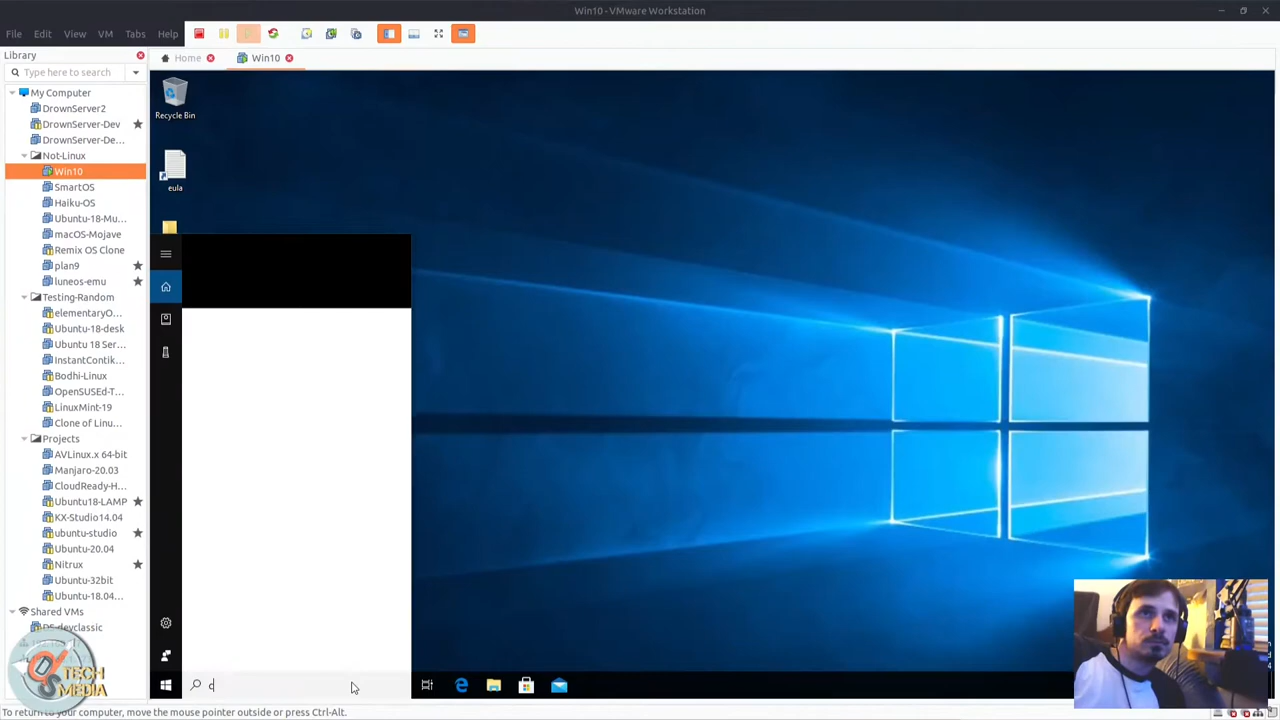 Win10 - VMware Workstation
File Edit View VM Tabs Help
Library
Home
Win10
Type here to search
My Computer
DrownServer2
DrownServer-Dev
DrownServer-De...
Not-Linux
Win10
SmartOS
Haiku-OS
Ubuntu-18-Mu...
macOS-Mojave
Remix OS Clone
plan9
luneos-emu
Testing-Random
elementaryO...
Ubuntu-18-desk
Ubuntu 18 Ser...
InstantContik...
Bodhi-Linux
OpenSUSEd-T...
LinuxMint-19
Clone of Linu...
Projects
AVLinux.x 64-bit
Manjaro-20.03
CloudReady-H...
Ubuntu18-LAMP
KX-Studio14.04
ubuntu-studio
Ubuntu-20.04
Nitrux
Ubuntu-32bit
Ubuntu-18.04...
Shared VMs
DS-devclassic
Recycle Bin
eula
c
TECH
MEDIA
To return to your computer, move the mouse pointer outside or press Ctrl-Alt.